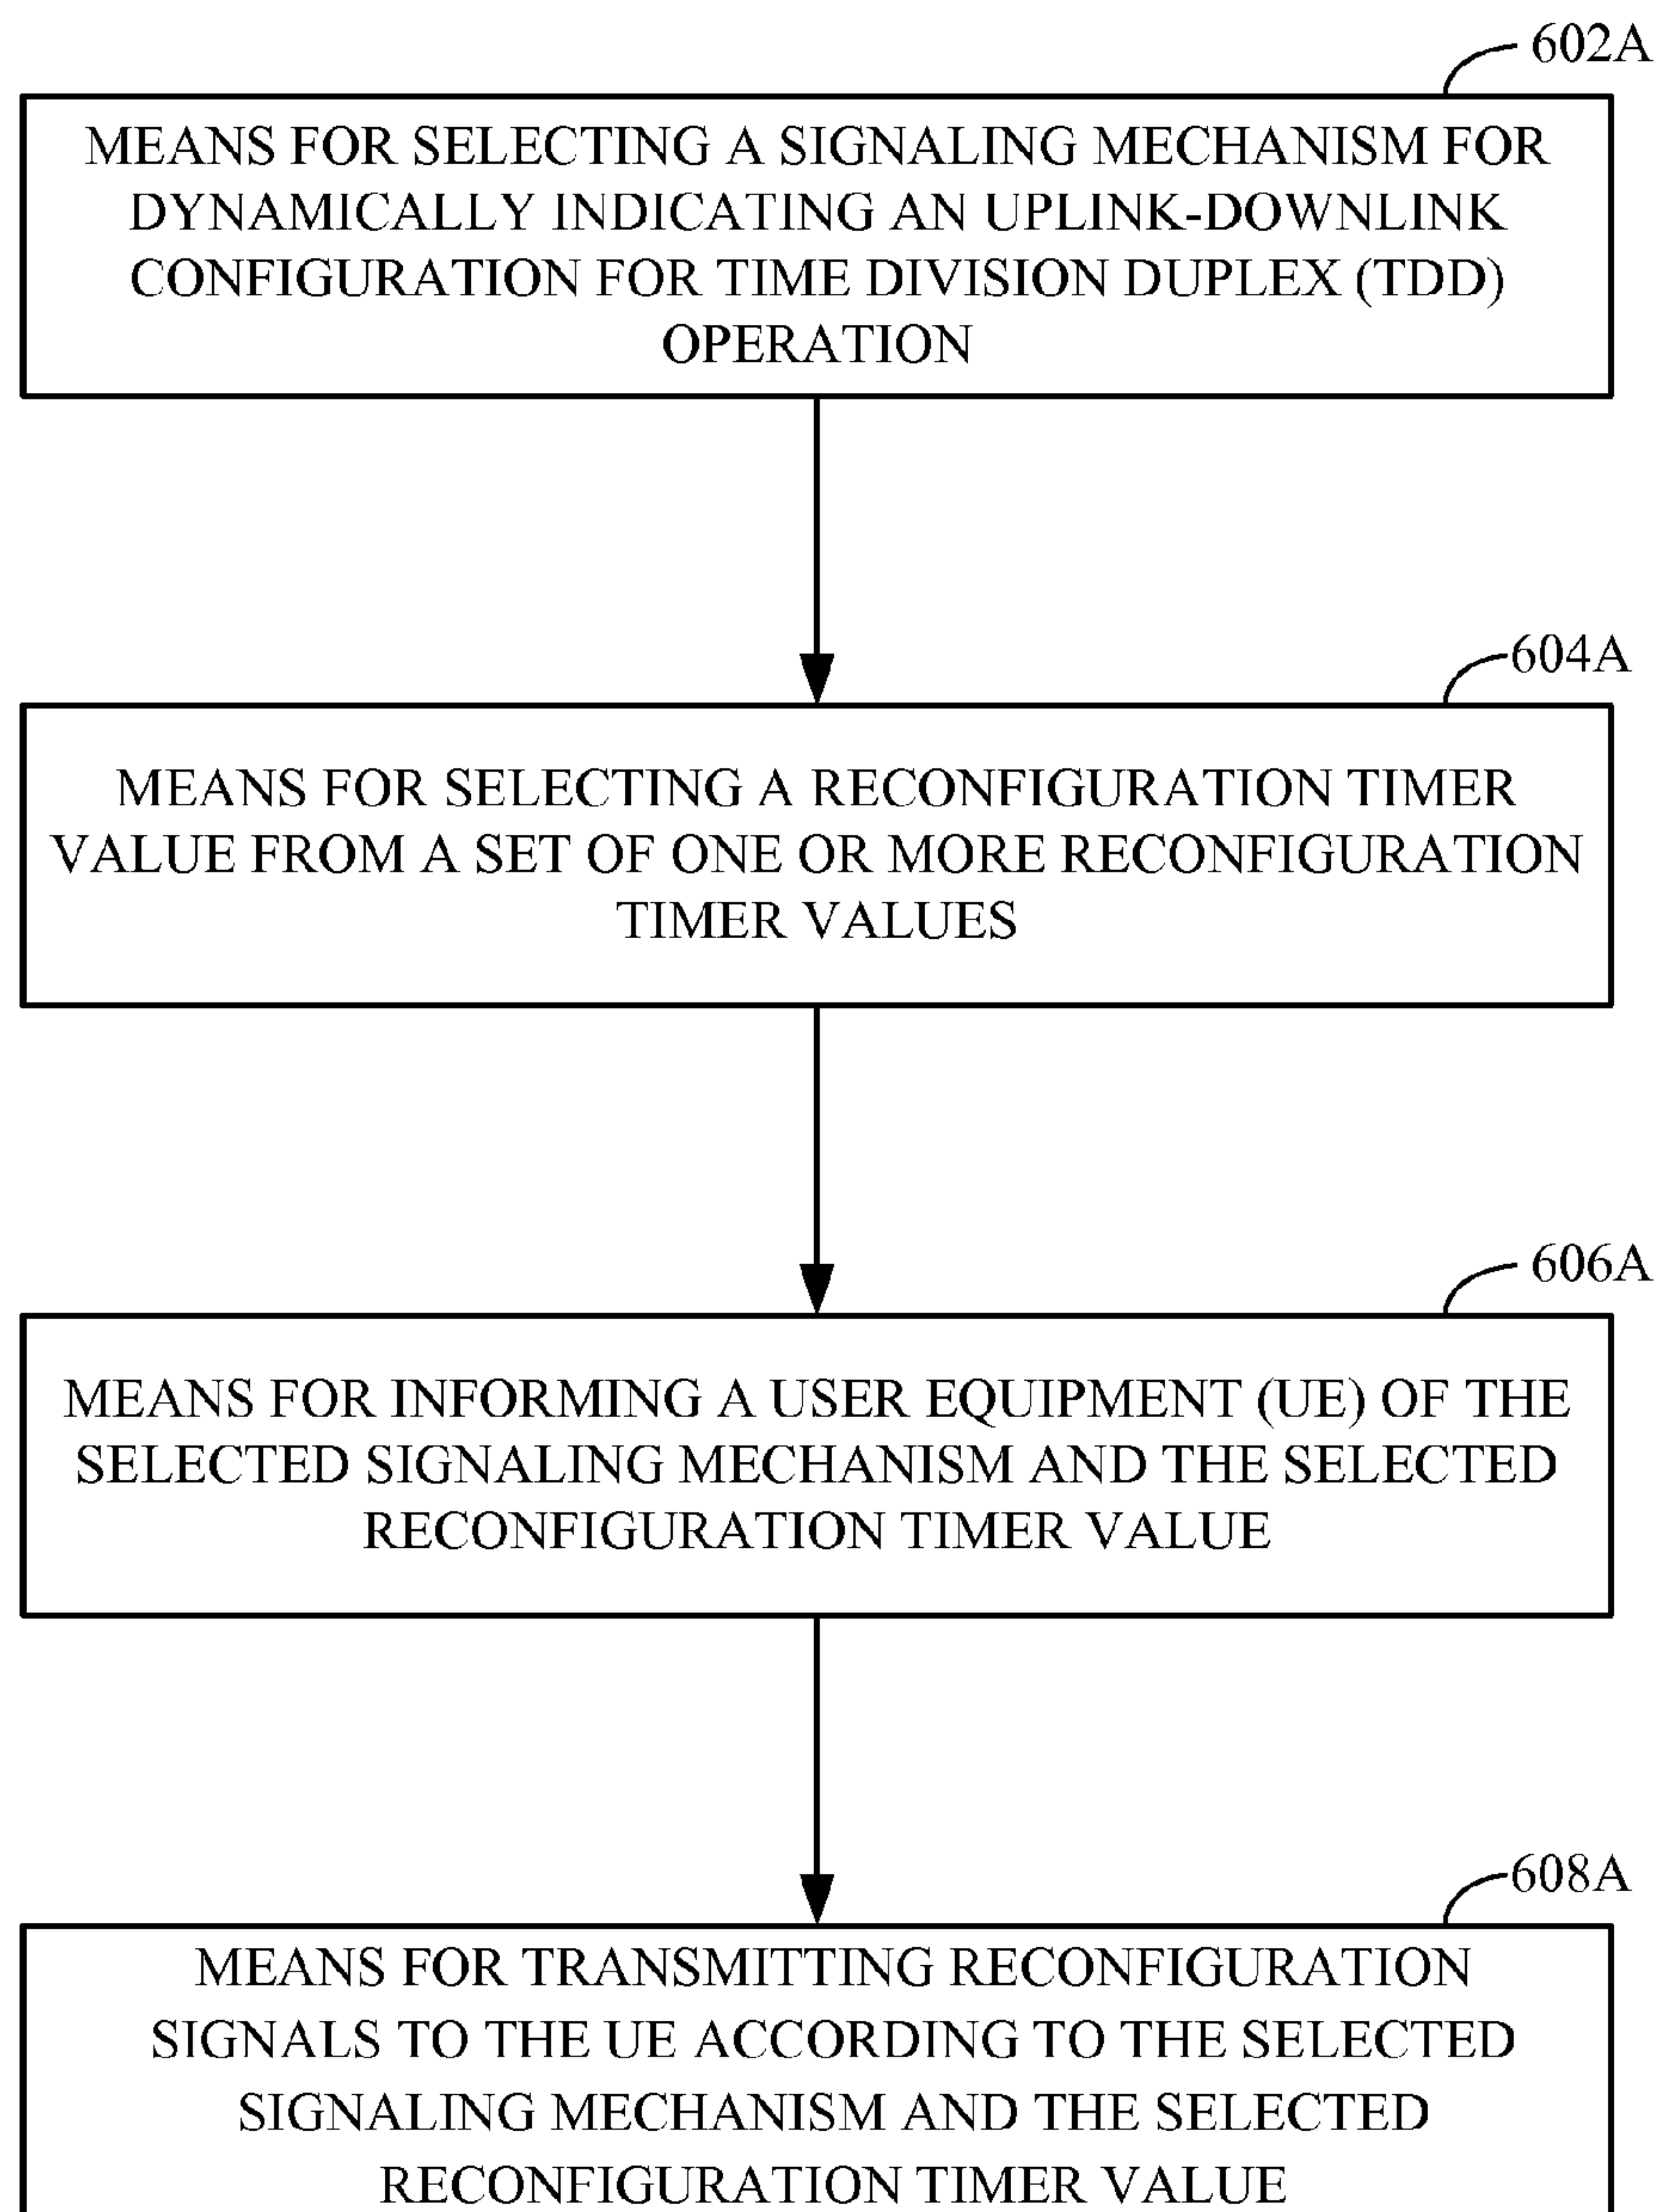 602A
MEANS FOR SELECTING A SIGNALING MECHANISM FOR
DYNAMICALLY INDICATING AN UPLINK-DOWNLINK
CONFIGURATION FOR TIME DIVISION DUPLEX (TDD)
OPERATION
604A
MEANS FOR SELECTING A RECONFIGURATION TIMER
VALUE FROM A SET OF ONE OR MORE RECONFIGURATION
TIMER VALUES
606A
MEANS FOR INFORMING A USER EQUIPMENT (UE) OF THE
SELECTED SIGNALING MECHANISM AND THE SELECTED
RECONFIGURATION TIMER VALUE
608A
MEANS FOR TRANSMITTING RECONFIGURATION
SIGNALS TO THE UE ACCORDING TO THE SELECTED
SIGNALING MECHANISM AND THE SELECTED
RECONFIGURATION TIMER VALUE